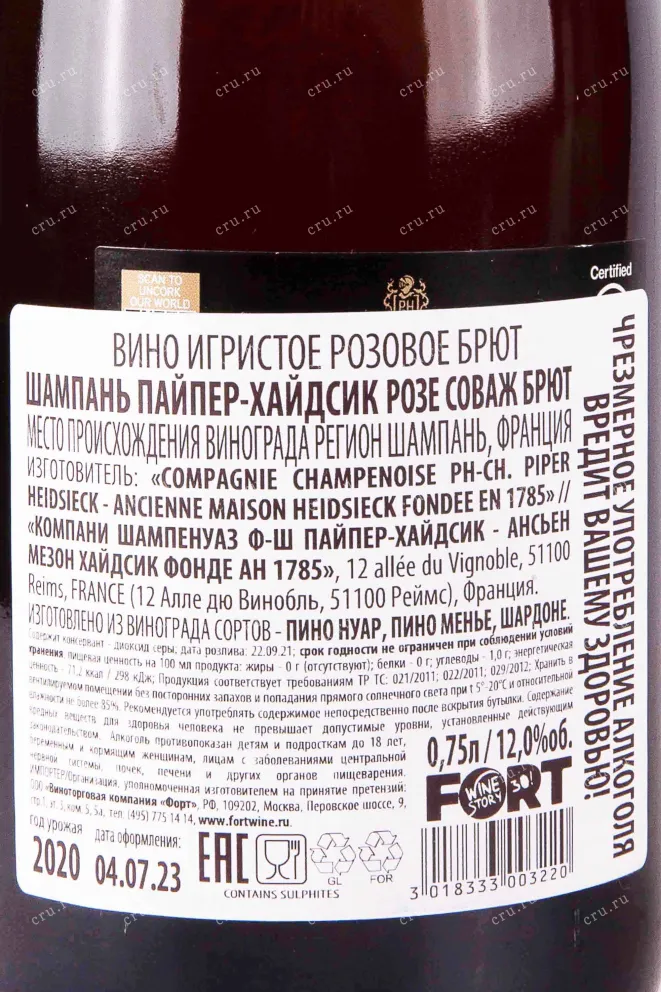 SCAN TO
UNCORK
OUR WORLD
PH
Certified
ВИНО ИГРИСТОЕ РОЗОВОЕ БРЮТ
ШАМПАНЬ ПАЙПЕР-ХАЙДСИК РОЗЕ СОВАЖ БРЮТ
МЕСТО ПРОИСХОЖДЕНИЯ ВИНОГРАДА РЕГИОН ШАМПАНЬ, ФРАНЦИЯ
ИЗГОТОВИТЕЛЬ: «COMPAGNIE CHAMPENOISE PH-CH. PIPER
HEIDSIECK - ANCIENNE MAISON HEIDSIECK FONDEE EN 1785» //
«КОМПАНИ ШАМПЕНУАЗ Ф-Ш ПАЙПЕР-ХАЙДСИК - АНСЬЕН
МЕЗОН ХАЙДСИК ФОНДЕ АН 1785», 12 allée du Vignoble, 51100
Reims, FRANCE (12 Алле дю Винобль, 51100 Реймс), Франция.
ИЗГОТОВЛЕНО ИЗ ВИНОГРАДА СОРТОВ - ПИНО НУАР, ПИНО МЕНЬЕ, ШАРДОНЕ.
Содержит консервант - диоксид серы; дата розлива: 22.09.21; срок годности не ограничен при соблюдении условий
хранения. пищевая ценность на 100 мл продукта: жиры - 0 г (отсутствуют); белки - 0 г; углеводы - 1,0 г; энергетическая
ценность - 71,2 ккал / 298 кДж; Продукция соответствует требованиям ТР ТС: 021/2011; 022/2011; 029/2012; Хранить в
вентилируемом помещении без посторонних запахов и попадания прямого солнечного света при t 5°-20°C и относительной
влажности не более 85%. Рекомендуется употреблять содержимое непосредственно после вскрытия бутылки. Содержание
вредных веществ для здоровья человека не превышает допустимые уровни, установленные действующим
законодательством. Алкоголь противопоказан детям и подросткам до 18 лет,
беременным и кормящим женщинам, лицам с заболеваниями центральной
нервной системы, почек, печени и других органов пищеварения.
ИМПОРТЕР/Организация, уполномоченная изготовителем на принятие претензий:
ООО «Виноторговая компания «Форт», РФ, 109202, Москва, Перовское шоссе, 9,
стр.1, эт.3, ком. 5,5а, тел. (495) 775 14 14, www.fortwine.ru.
0,75л / 12,0%об.
FORT
WINE STORY
год урожая
2020
дата оформления:
04.07.23
EAC
GL
FOR
CONTAINS SULPHITES
3 018333 003220
ЧРЕЗМЕРНОЕ УПОТРЕБЛЕНИЕ АЛКОГОЛЯ
ВРЕДИТ ВАШЕМУ ЗДОРОВЬЮ!
cru.ru